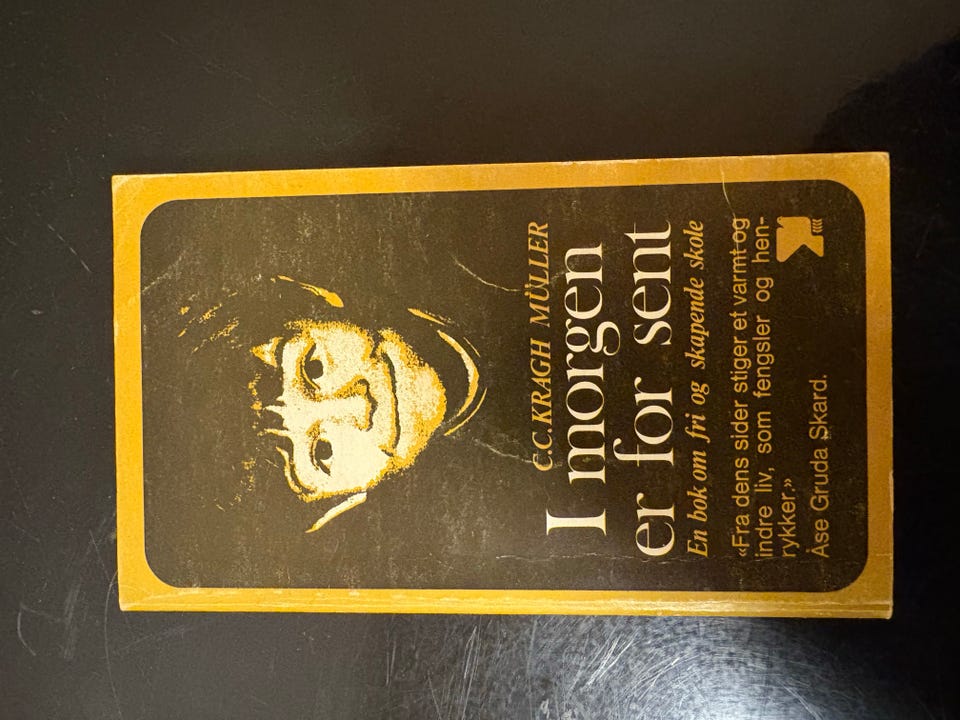 C.C. KRAGH MÜLLER
I morgen
er for sent
En bok om fri og skapende skole
«Fra dens sider stiger et varmt og
indre liv, som fengsler og hen-
rykker.»
Åse Gruda Skard.